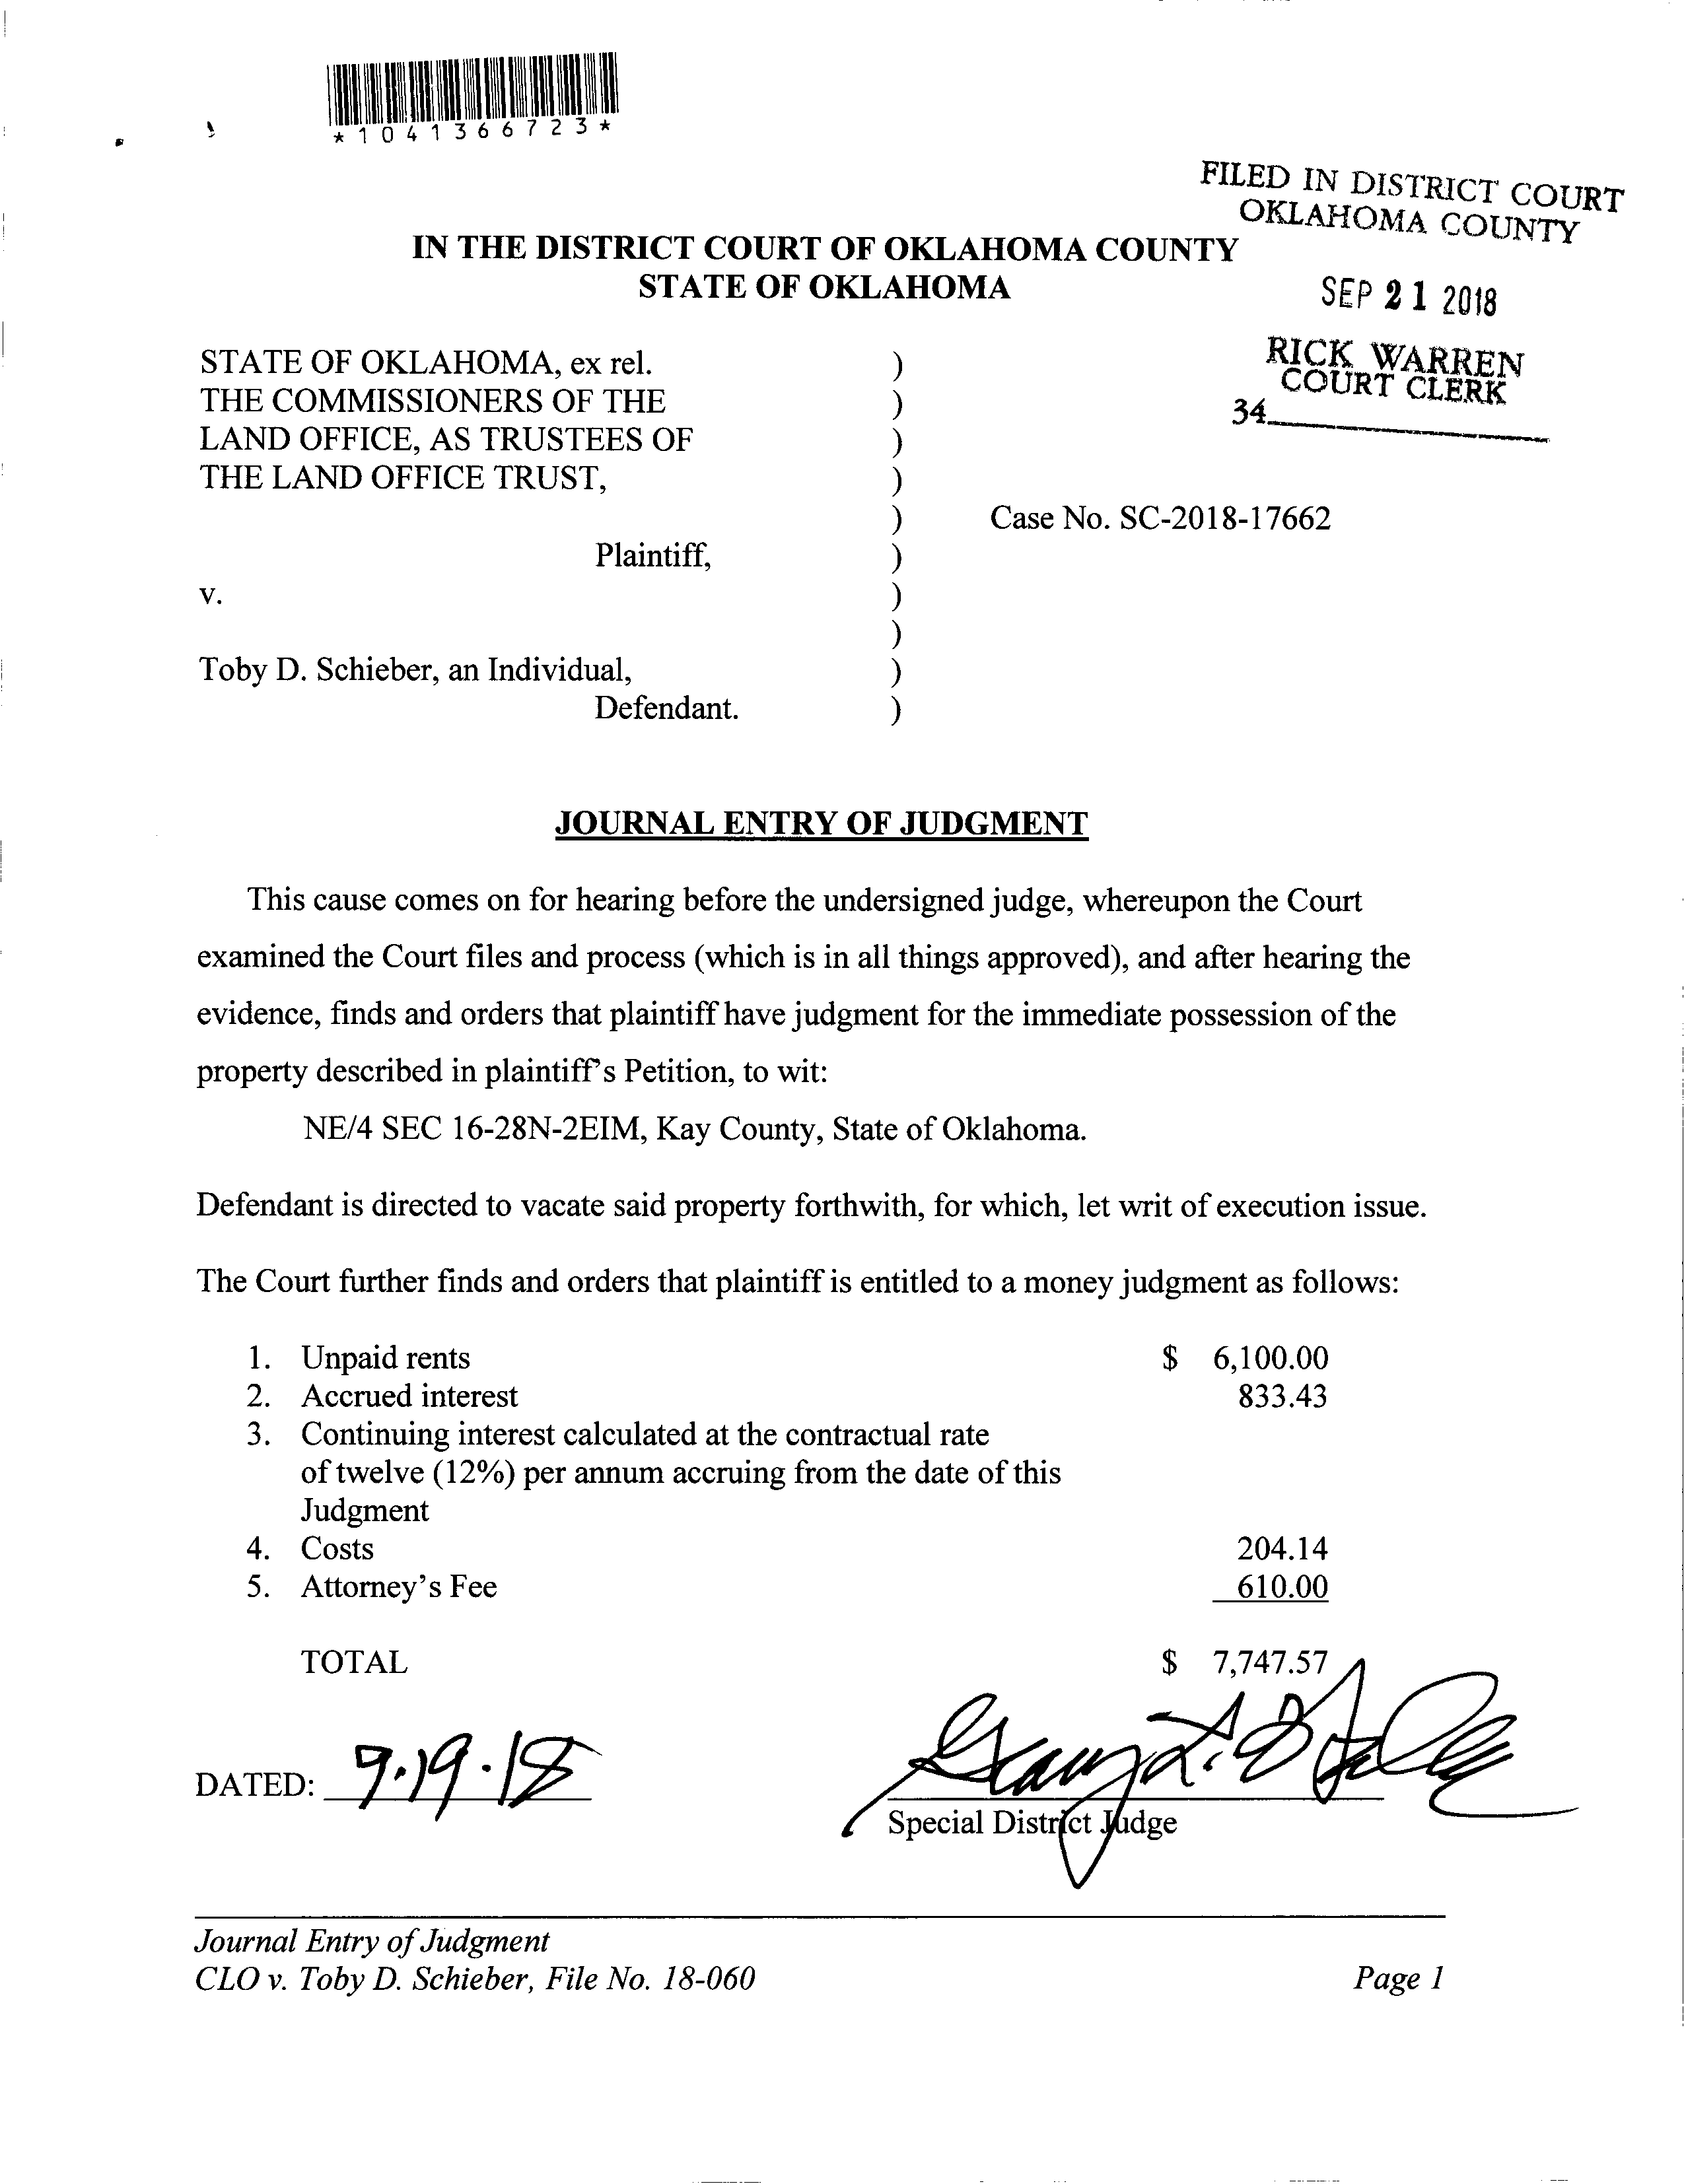 *1041366723*
FILED IN DISTRICT COURT
OKLAHOMA COUNTY
IN THE DISTRICT COURT OF OKLAHOMA COUNTY
STATE OF OKLAHOMA
SEP 21 2018
RICK WARREN
COURT CLERK
34
STATE OF OKLAHOMA, ex rel. )
THE COMMISSIONERS OF THE )
LAND OFFICE, AS TRUSTEES OF )
THE LAND OFFICE TRUST, )
) Case No. SC-2018-17662
Plaintiff, )
v. )
)
Toby D. Schieber, an Individual, )
Defendant. )
JOURNAL ENTRY OF JUDGMENT
This cause comes on for hearing before the undersigned judge, whereupon the Court
examined the Court files and process (which is in all things approved), and after hearing the
evidence, finds and orders that plaintiff have judgment for the immediate possession of the
property described in plaintiff's Petition, to wit:
NE/4 SEC 16-28N-2EIM, Kay County, State of Oklahoma.
Defendant is directed to vacate said property forthwith, for which, let writ of execution issue.
The Court further finds and orders that plaintiff is entitled to a money judgment as follows:
1. Unpaid rents $ 6,100.00
2. Accrued interest 833.43
3. Continuing interest calculated at the contractual rate
of twelve (12%) per annum accruing from the date of this
Judgment
4. Costs 204.14
5. Attorney's Fee 610.00
TOTAL $ 7,747.57
DATED: 9.19.18
Special District Judge
Journal Entry of Judgment
CLO v. Toby D. Schieber, File No. 18-060 Page 1